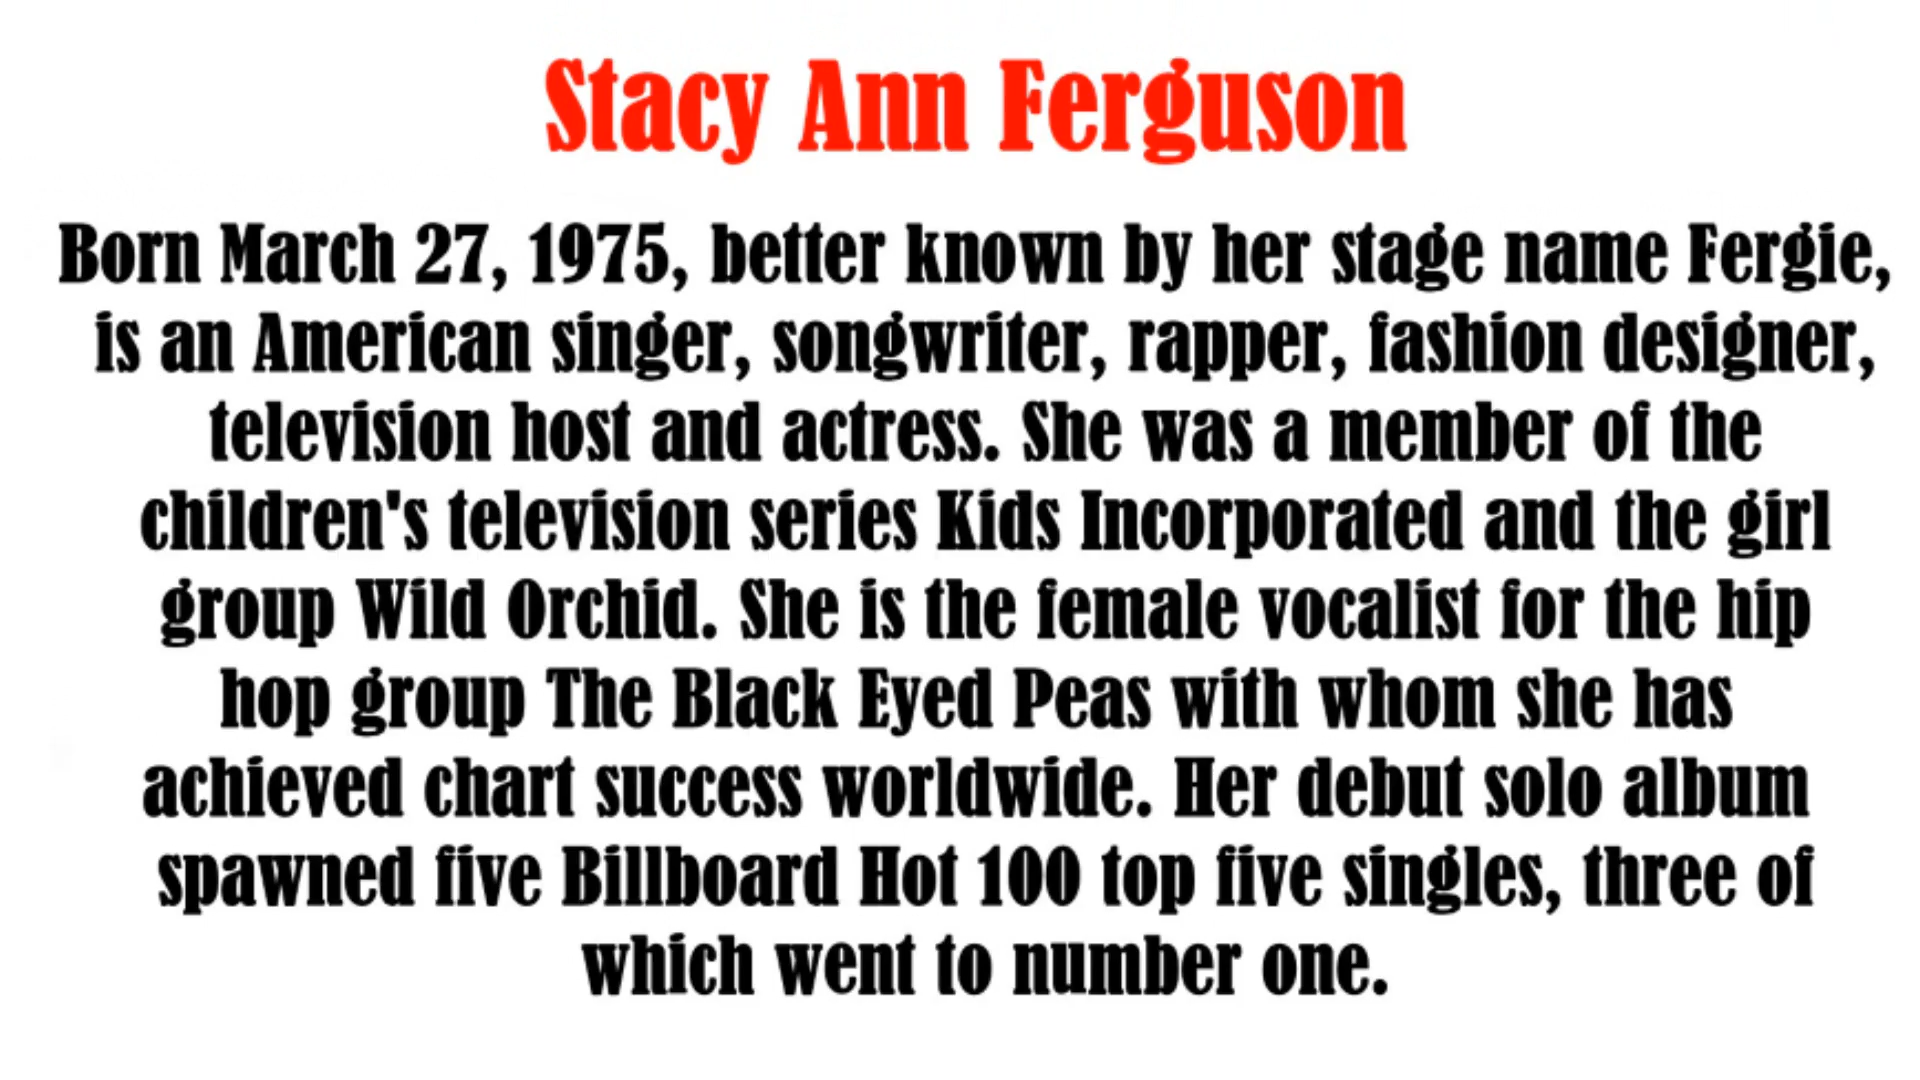 Stacy Ann Ferguson
Born March 27, 1975, better known by her stage name Fergie,
is an American singer, songwriter, rapper, fashion designer,
television host and actress. She was a member of the
children's television series Kids Incorporated and the girl
group Wild Orchid. She is the female vocalist for the hip
hop group The Black Eyed Peas with whom she has
achieved chart success worldwide. Her debut solo album
spawned five Billboard Hot 100 top five singles, three of
which went to number one.